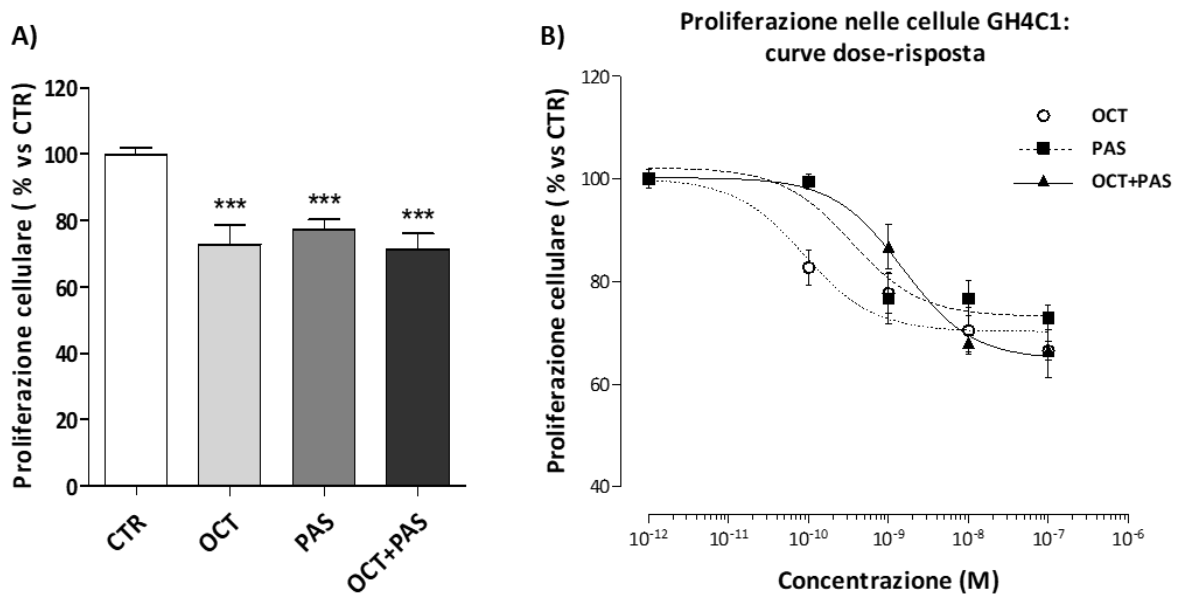 A)
Proliferazione cellulare ( % vs CTR)
120
100
80
60
40
20
0
***
***
***
CTR
OCT
PAS
OCT+PAS
B)
Proliferazione nelle cellule GH4C1:
curve dose-risposta
Proliferazione cellulare ( % vs CTR)
120
100
80
60
40
OCT
PAS
OCT+PAS
10⁻¹²
10⁻¹¹
10⁻¹⁰
10⁻⁹
10⁻⁸
10⁻⁷
10⁻⁶
Concentrazione (M)